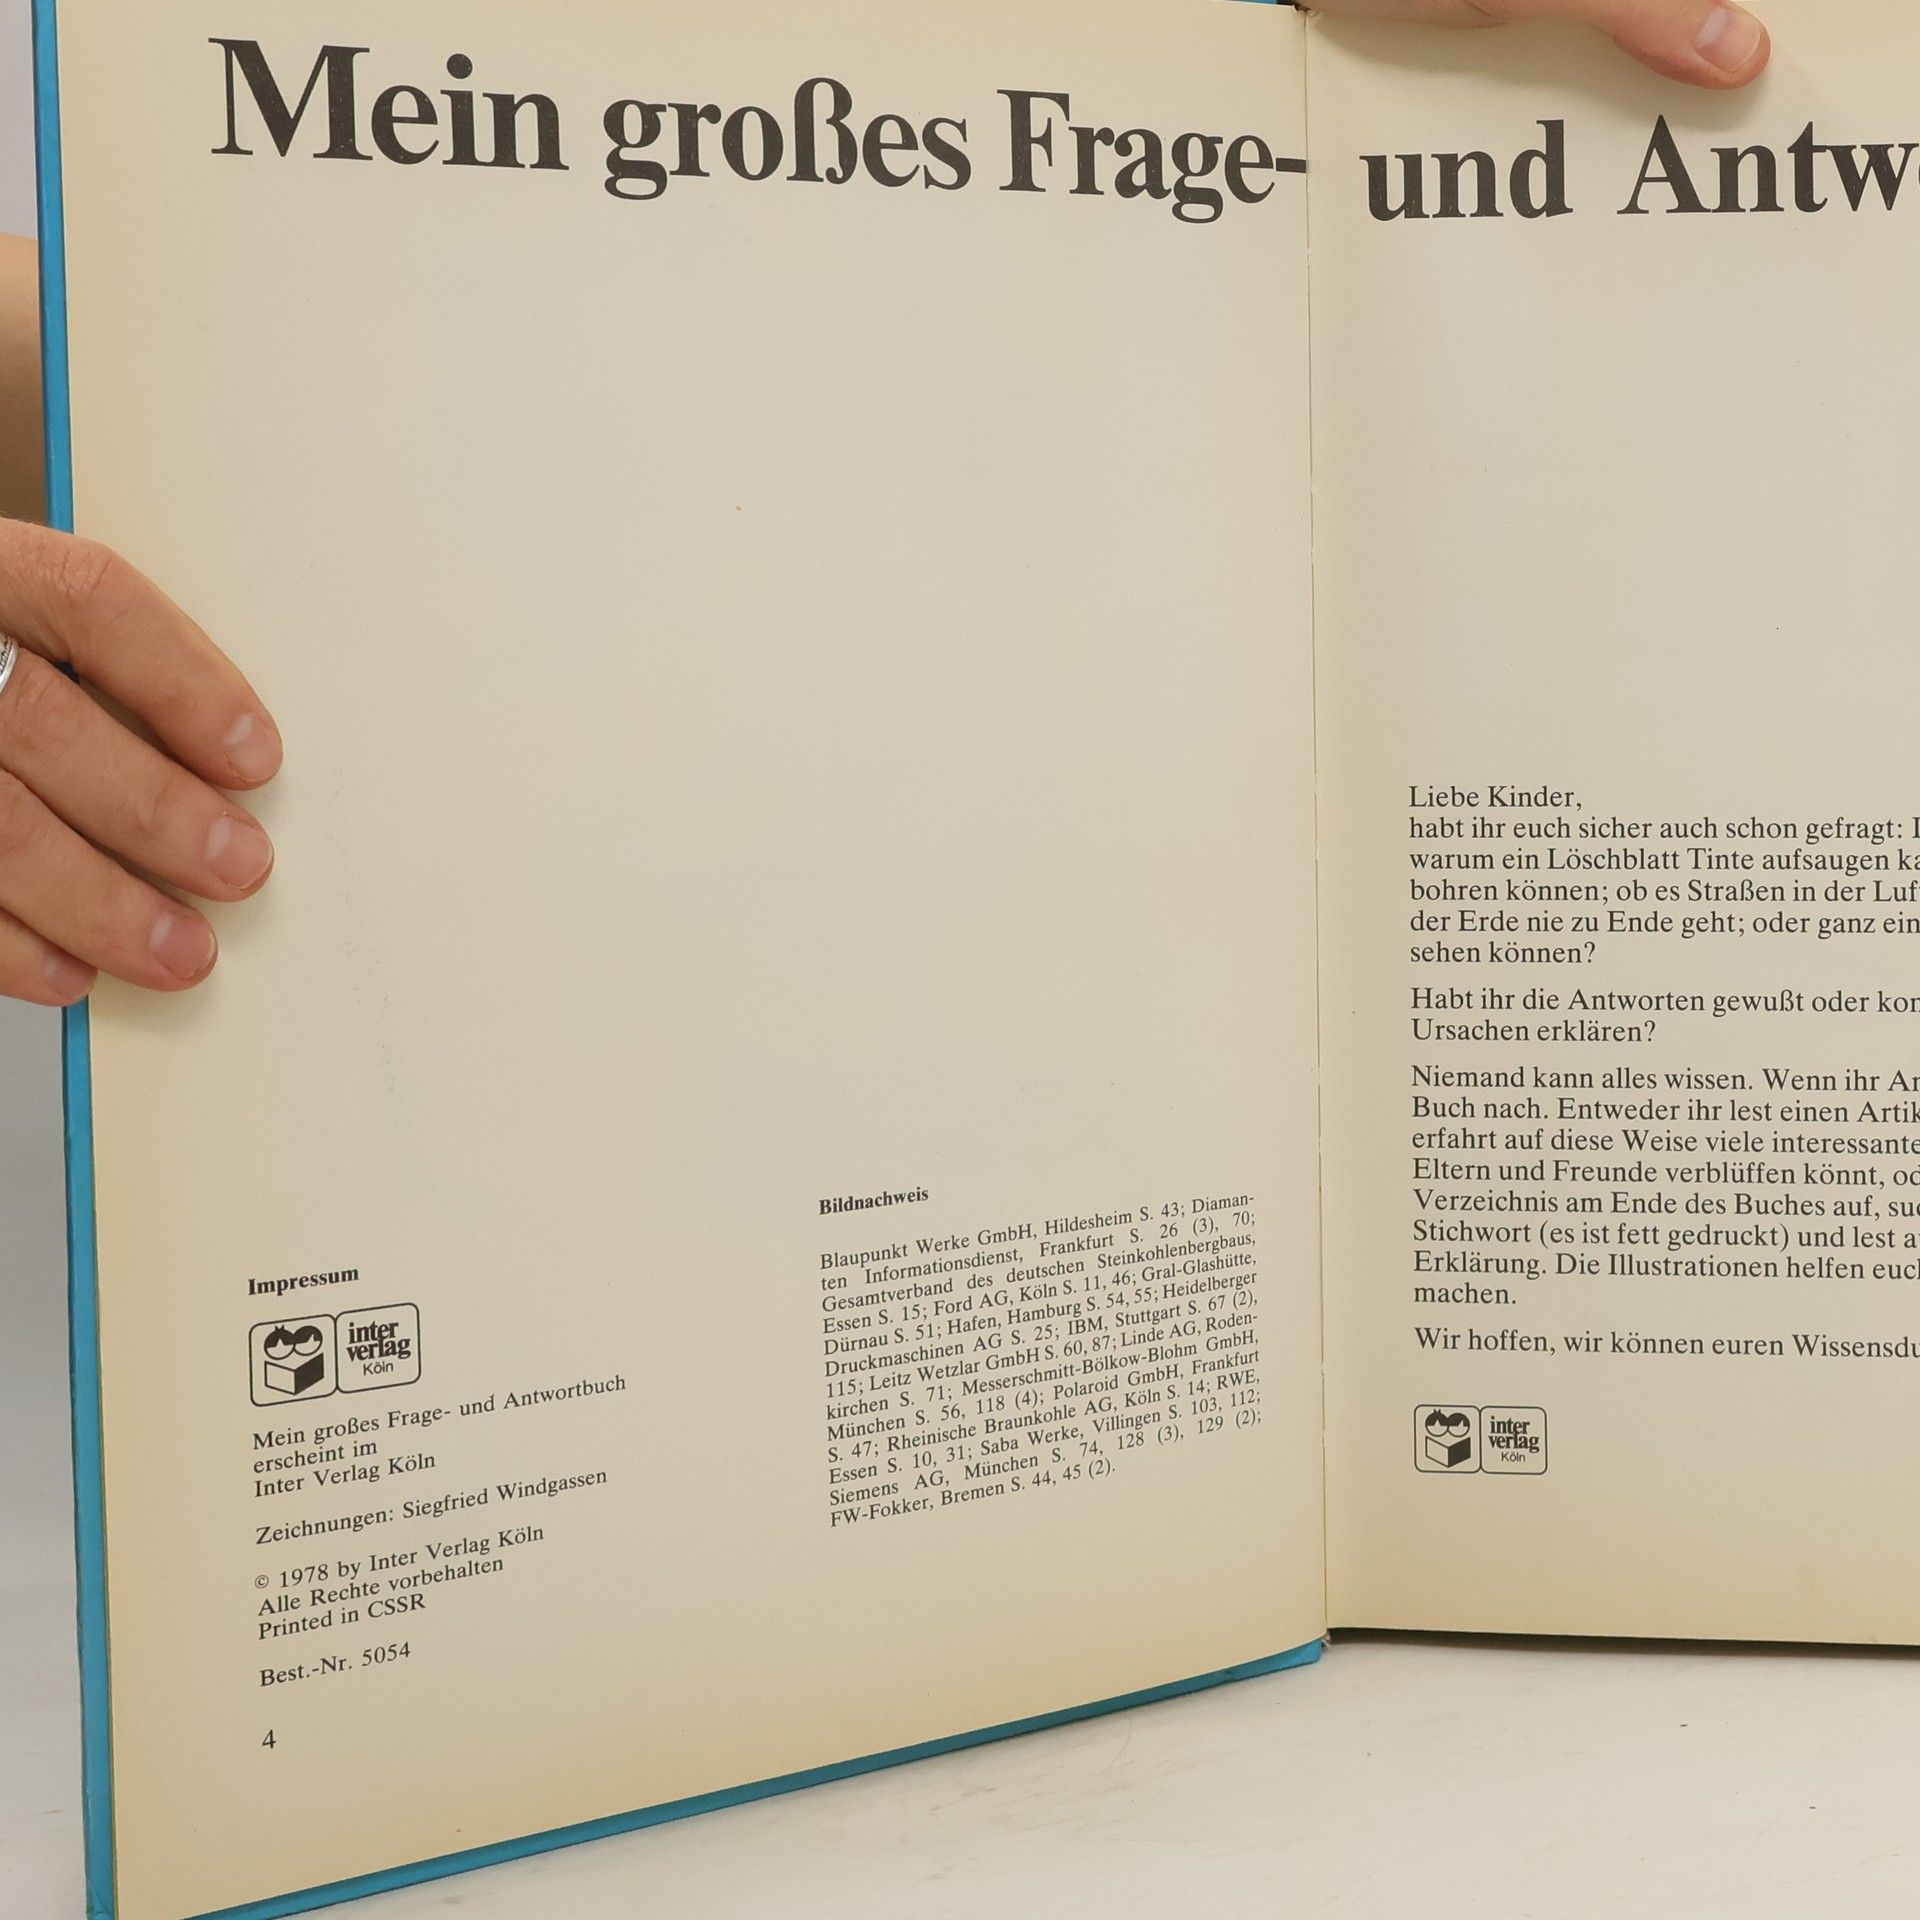 Mein großes Frage-
und
Impressum
inter
verlag
Köln
Mein großes Frage- und Antwortbuch
erscheint im
Inter Verlag Köln
Zeichnungen: Siegfried Windgassen
© 1978 by Inter Verlag Köln
Alle Rechte vorbehalten
Printed in CSSR
Best.-Nr. 5054
4
Bildnachweis
Blaupunkt Werke GmbH, Hildesheim S. 43; Diaman-
ten Informationsdienst, Frankfurt S. 26 (3), 70;
Gesamtverband des deutschen Steinkohlenbergbaus,
Essen S. 15; Ford AG, Köln S. 11, 46; Gral-Glashütte,
Dürnau S. 51; Hafen, Hamburg S. 54, 55; Heidelberger
Druckmaschinen AG S. 25; IBM, Stuttgart S. 67 (2),
115; Leitz Wetzlar GmbH S. 60, 87; Linde AG, Roden-
kirchen S. 71; Messerschmitt-Bölkow-Blohm GmbH,
München S. 56, 118 (4); Polaroid GmbH, Frankfurt
S. 47; Rheinische Braunkohle AG, Köln S. 14; RWE,
Essen S. 10, 31; Saba Werke, Villingen S. 103, 112;
Siemens AG, München S. 74, 128 (3), 129 (2);
FW-Fokker, Bremen S. 44, 45 (2).
Liebe Kinder,
habt ihr euch sicher auch schon gefragt:
warum ein Löschblatt Tinte aufsaugen
bohren können; ob es Straßen in der
der Erde nie zu Ende geht; oder ganz
sehen können?
Habt ihr die Antworten gewußt oder
Ursachen erklären?
Niemand kann alles wissen. Wenn ihr
Buch nach. Entweder ihr lest einen
erfahrt auf diese Weise viele interessante
Eltern und Freunde verblüffen könnt,
Verzeichnis am Ende des Buches auf,
Stichwort (es ist fett gedruckt) und lest
Erklärung. Die Illustrationen helfen
machen.
Wir hoffen, wir können euren
inter
verlag
Köln